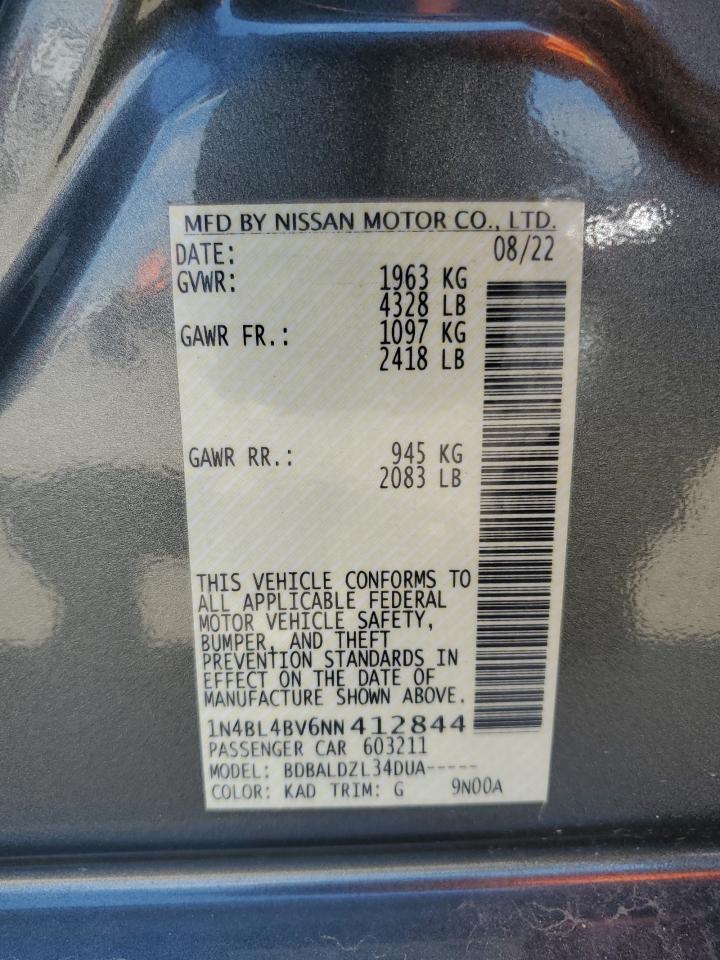 MFD BY NISSAN MOTOR CO., LTD.
DATE: 08/22
GVWR: 1963 KG
4328 LB
GAWR FR.: 1097 KG
2418 LB
GAWR RR.: 945 KG
2083 LB
THIS VEHICLE CONFORMS TO
ALL APPLICABLE FEDERAL
MOTOR VEHICLE SAFETY,
BUMPER, AND THEFT
PREVENTION STANDARDS IN
EFFECT ON THE DATE OF
MANUFACTURE SHOWN ABOVE.
1N4BL4BV6NN412844
PASSENGER CAR 603211
MODEL: BDBALDZL34DUA-----
COLOR: KAD TRIM: G 9N00A